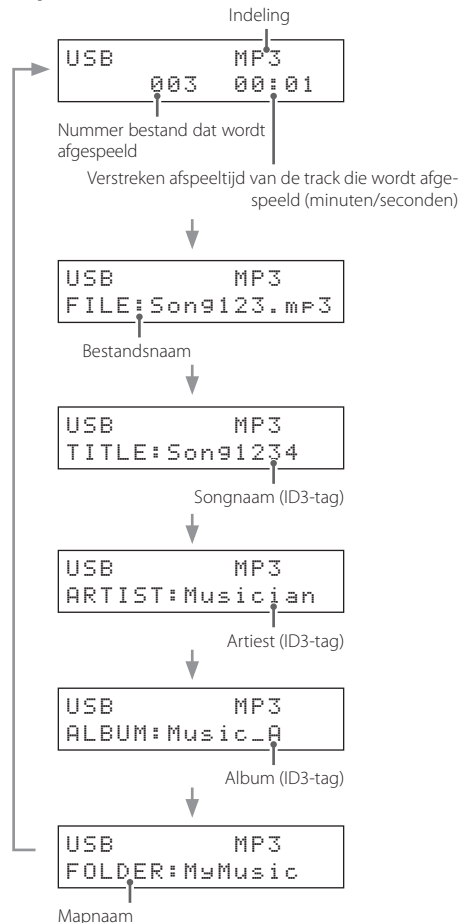 Indeling
USB MP3
003 00:01
Nummer bestand dat wordt
afgespeeld
Verstreken afspeeltijd van de track die wordt afge-
speeld (minuten/seconden)
USB MP3
FILE:Song123.mp3
Bestandsnaam
USB MP3
TITLE:Song1234
Songnaam (ID3-tag)
USB MP3
ARTIST:Musician
Artiest (ID3-tag)
USB MP3
ALBUM:Music_A
Album (ID3-tag)
USB MP3
FOLDER:MyMusic
Mapnaam